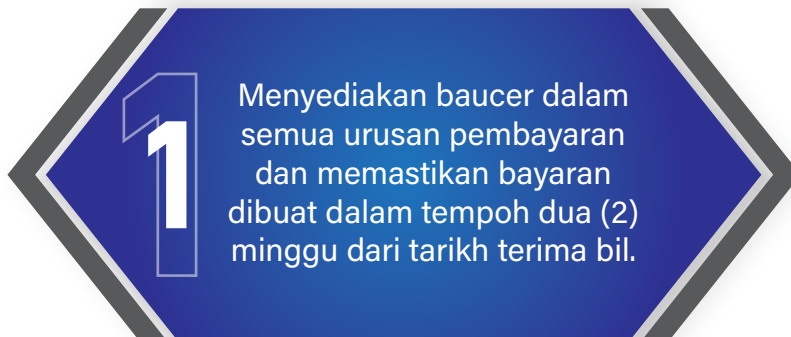 1
Menyediakan baucer dalam
semua urusan pembayaran
dan memastikan bayaran
dibuat dalam tempoh dua (2)
minggu dari tarikh terima bil.